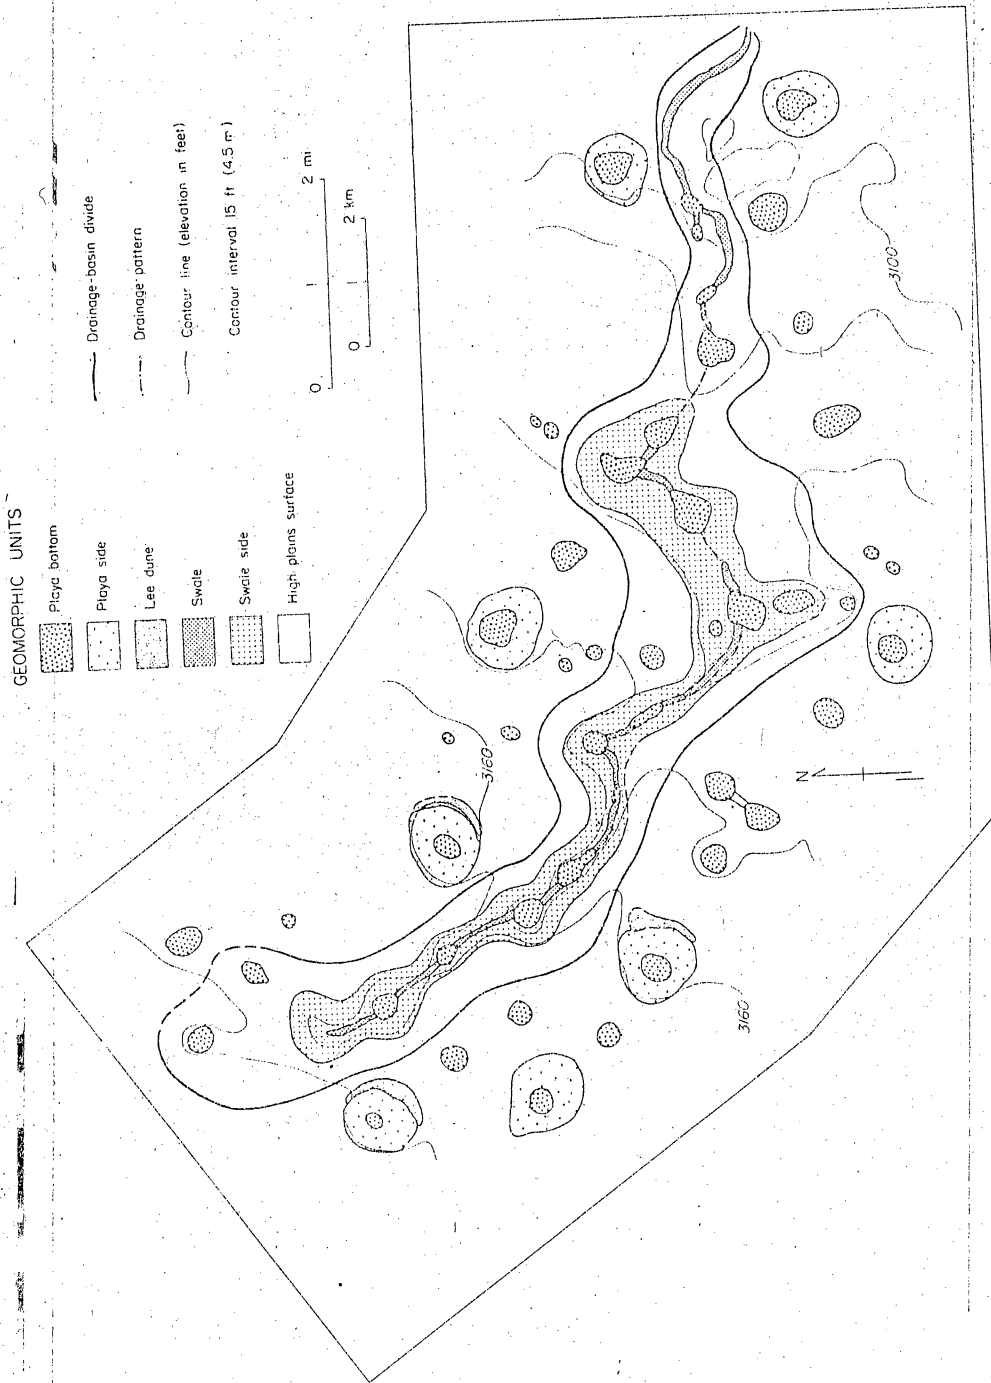 GEOMORPHIC UNITS
Playa bottom
Playa side
Lee dune
Swale
Swale side
High plains surface
Drainage-basin divide
Drainage pattern
Contour line (elevation in feet)
Contour interval 15 ft (4.5 m)
0 1 2 mi
0 1 2 km
3160
3160
3100
N